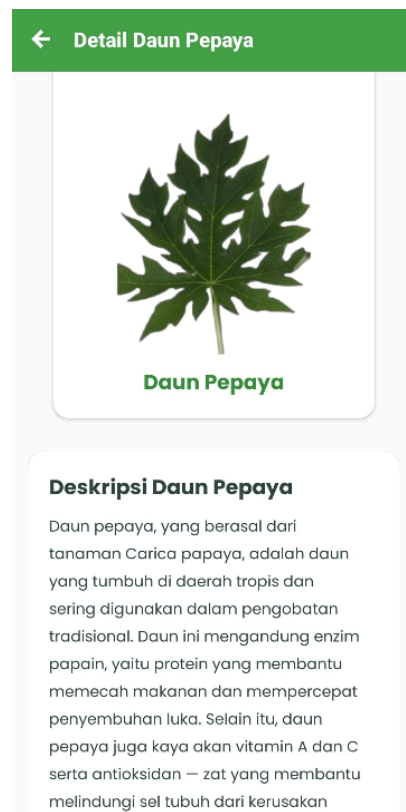 Detail Daun Pepaya
Daun Pepaya
Deskripsi Daun Pepaya
Daun pepaya, yang berasal dari
tanaman Carica papaya, adalah daun
yang tumbuh di daerah tropis dan
sering digunakan dalam pengobatan
tradisional. Daun ini mengandung enzim
papain, yaitu protein yang membantu
memecah makanan dan mempercepat
penyembuhan luka. Selain itu, daun
pepaya juga kaya akan vitamin A dan C
serta antioksidan — zat yang membantu
melindungi sel tubuh dari kerusakan